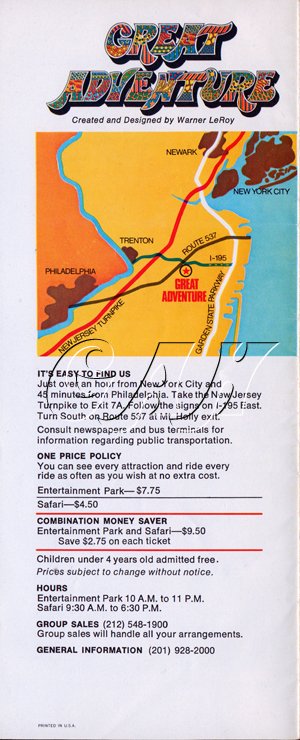 GREAT
ADVENTURE
Created and Designed by Warner LeRoy
NEWARK
NEW YORK CITY
TRENTON
ROUTE 537
I-195
PHILADELPHIA
GREAT
ADVENTURE
NEW JERSEY TURNPIKE
GARDEN STATE PARKWAY
IT'S EASY TO FIND US
Just over an hour from New York City and
45 minutes from Philadelphia. Take the New Jersey
Turnpike to Exit 7A. Follow the signs on I-195 East.
Turn South on Route 537 at Mt. Holly exit.
Consult newspapers and bus terminals for
information regarding public transportation.
ONE PRICE POLICY
You can see every attraction and ride every
ride as often as you wish at no extra cost.
Entertainment Park—$7.75
Safari—$4.50
COMBINATION MONEY SAVER
Entertainment Park and Safari—$9.50
Save $2.75 on each ticket
Children under 4 years old admitted free.
Prices subject to change without notice.
HOURS
Entertainment Park 10 A.M. to 11 P.M.
Safari 9:30 A.M. to 6:30 P.M.
GROUP SALES (212) 548-1900
Group sales will handle all your arrangements.
GENERAL INFORMATION (201) 928-2000
PRINTED IN U.S.A.